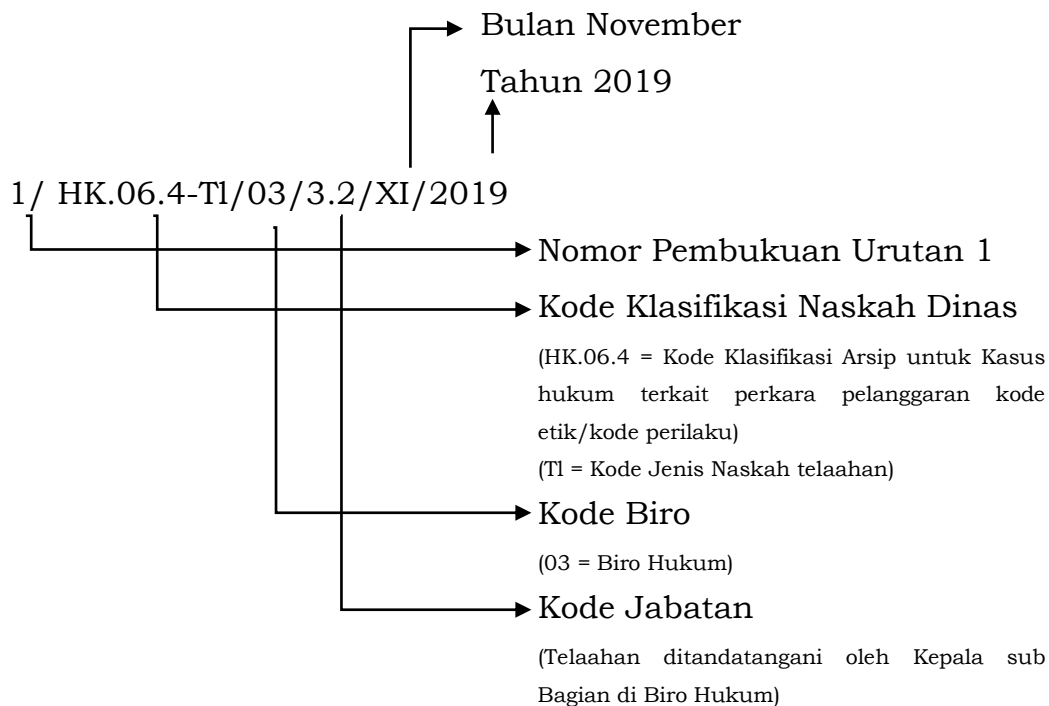 Bulan November
Tahun 2019
1/ HK.06.4-Tl/03/3.2/XI/2019
Nomor Pembukuan Urutan 1
Kode Klasifikasi Naskah Dinas
(HK.06.4 = Kode Klasifikasi Arsip untuk Kasus
hukum terkait perkara pelanggaran kode
etik/kode perilaku)
(Tl = Kode Jenis Naskah telaahan)
Kode Biro
(03 = Biro Hukum)
Kode Jabatan
(Telaahan ditandatangani oleh Kepala sub
Bagian di Biro Hukum)